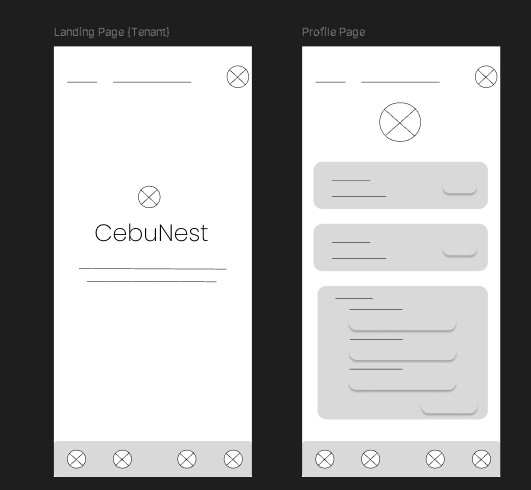 Landing Page {Tenant}
Profile Page
CebuNest